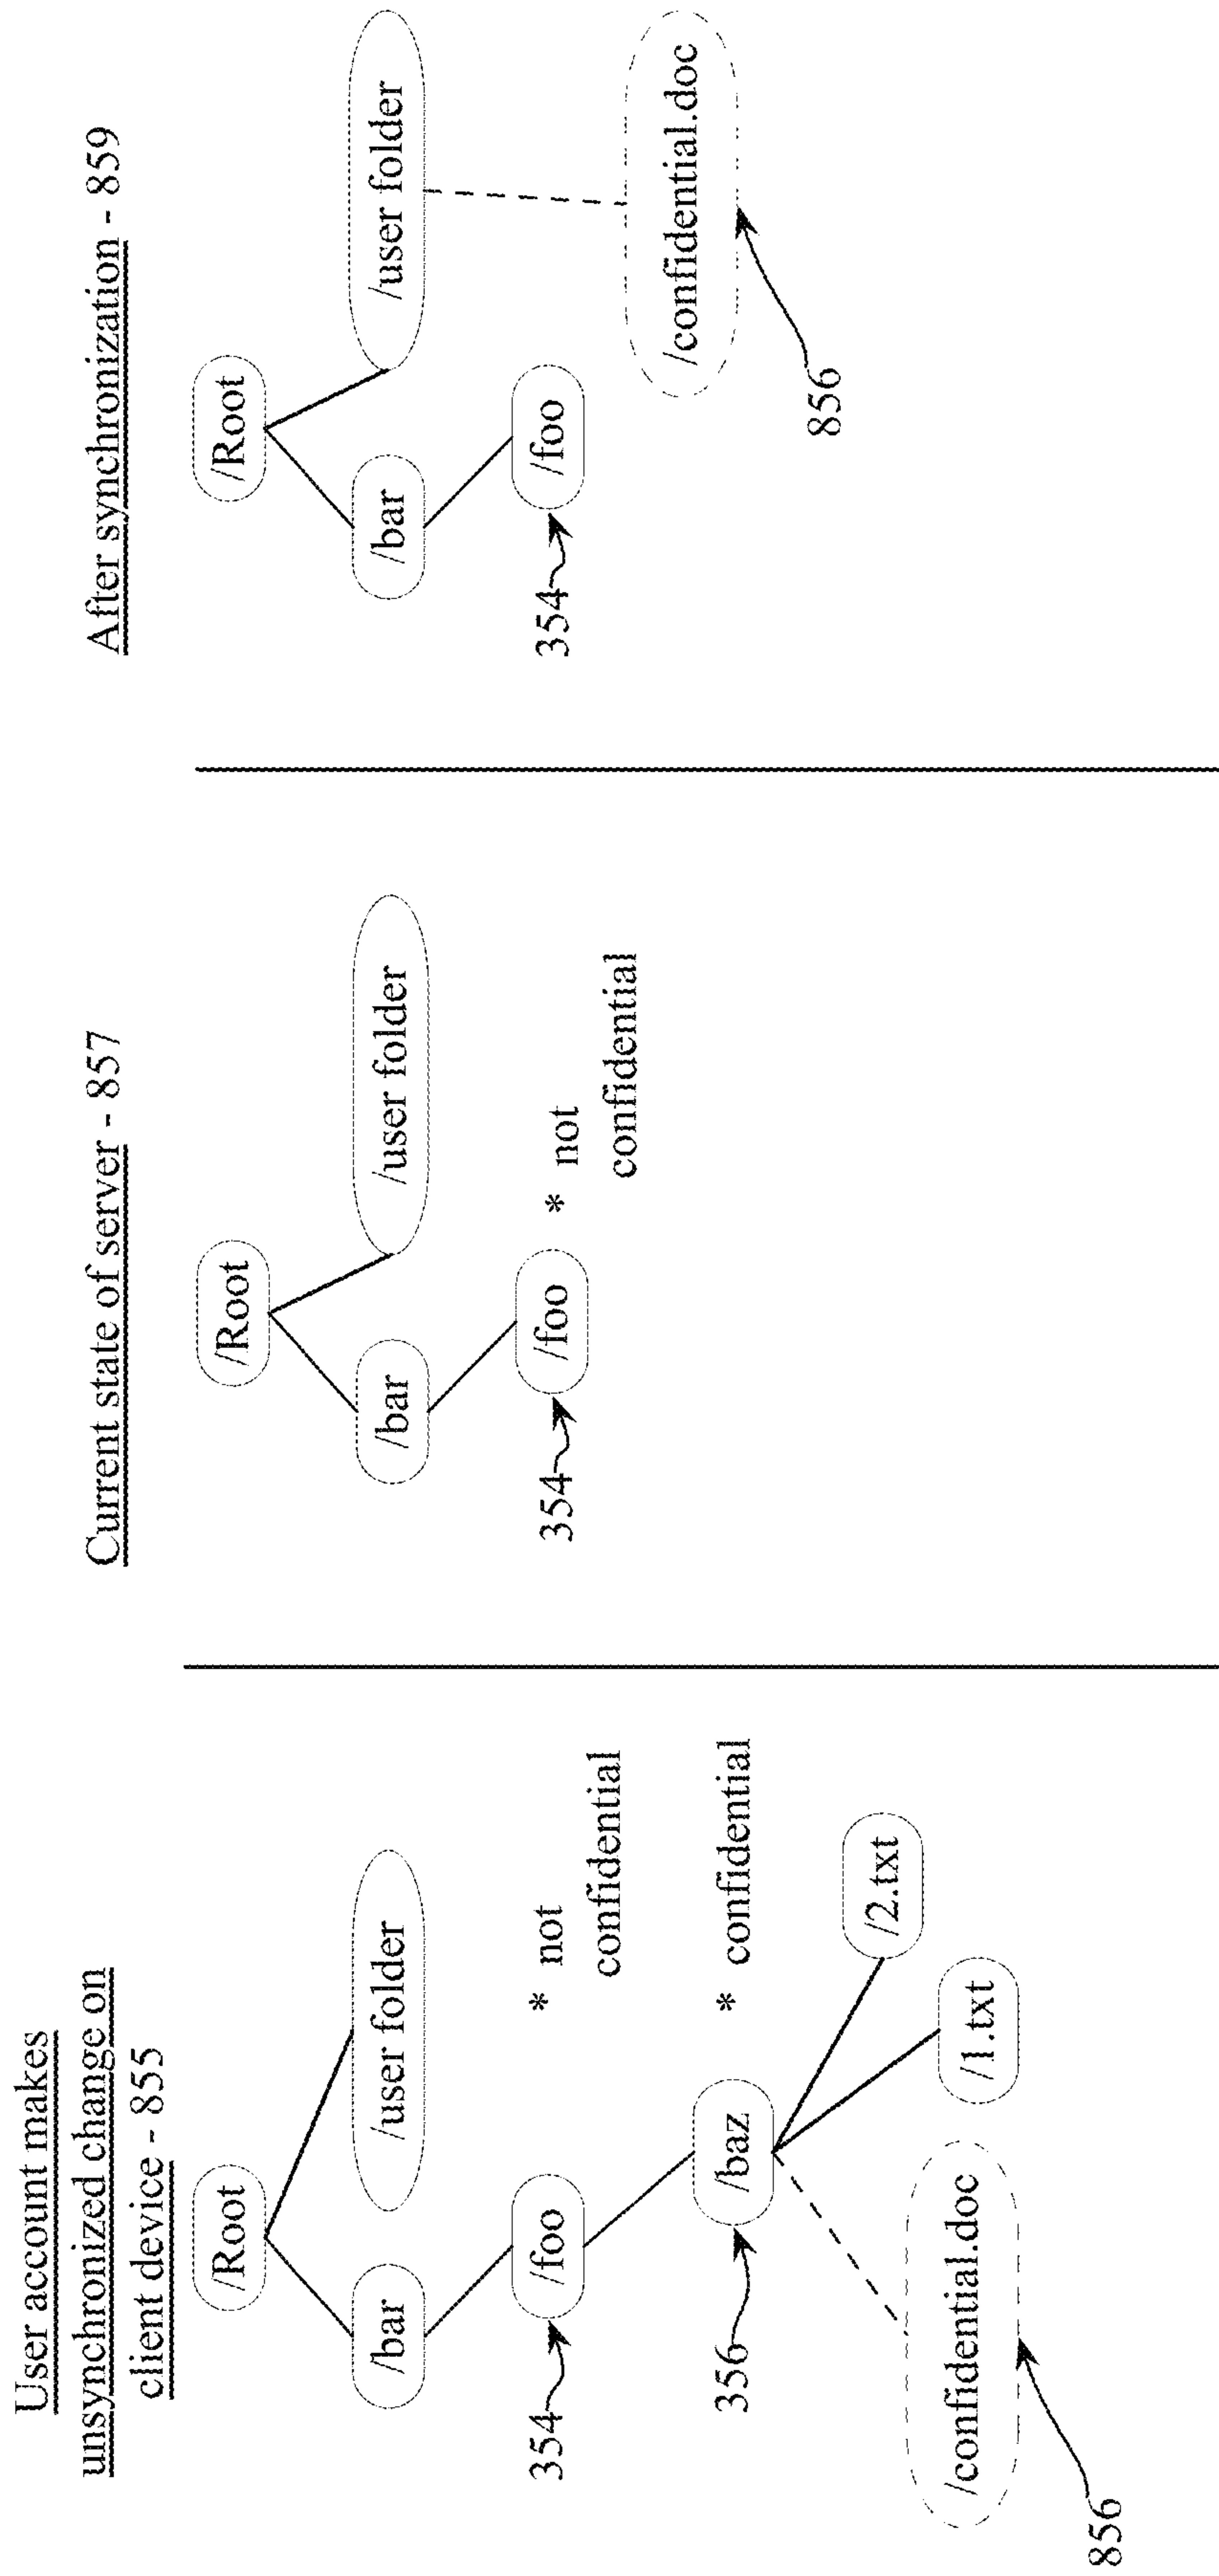 User account makes
unsynchronized change on
client device - 855
/Root
/bar
/user folder
354
/foo
* not
confidential
356
/baz
* confidential
/confidential.doc
/1.txt
/2.txt
856
Current state of server - 857
/Root
/bar
/user folder
354
/foo
* not
confidential
After synchronization - 859
/Root
/bar
/user folder
354
/foo
/confidential.doc
856